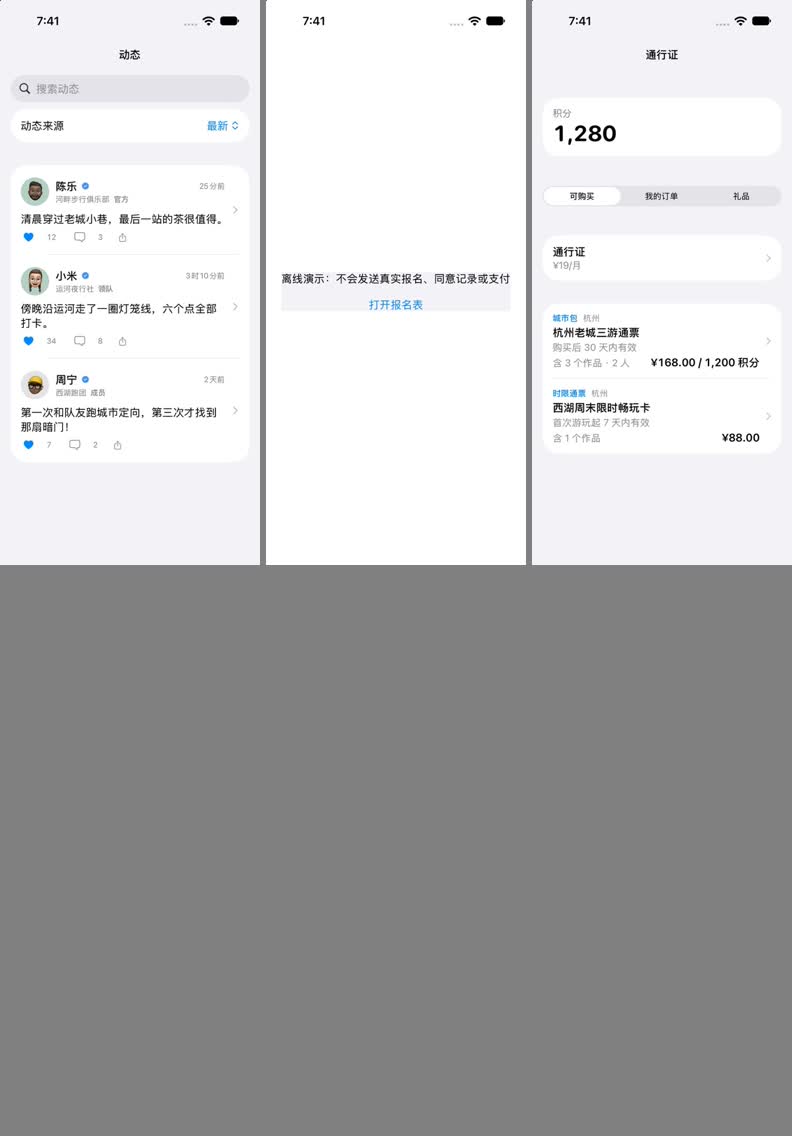 7:41
动态
搜索动态
动态来源
最新
陈乐
25分前
河畔步行俱乐部 官方
清晨穿过老城小巷，最后一站的茶很值得。
12
3
小米
3时10分前
运河夜行社 领队
傍晚沿运河走了一圈灯笼线，六个点全部
打卡。
34
8
周宁
2天前
西湖跑团 成员
第一次和队友跑城市定向，第三次才找到
那扇暗门！
7
2
7:41
离线演示：不会发送真实报名、同意记录或支付
打开报名表
7:41
通行证
积分
1,280
可购买
我的订单
礼品
通行证
¥19/月
城市包 杭州
杭州老城三游通票
购买后 30 天内有效
含 3 个作品 · 2 人
¥168.00 / 1,200 积分
时限通票 杭州
西湖周末限时畅玩卡
首次游玩起 7 天内有效
含 1 个作品
¥88.00